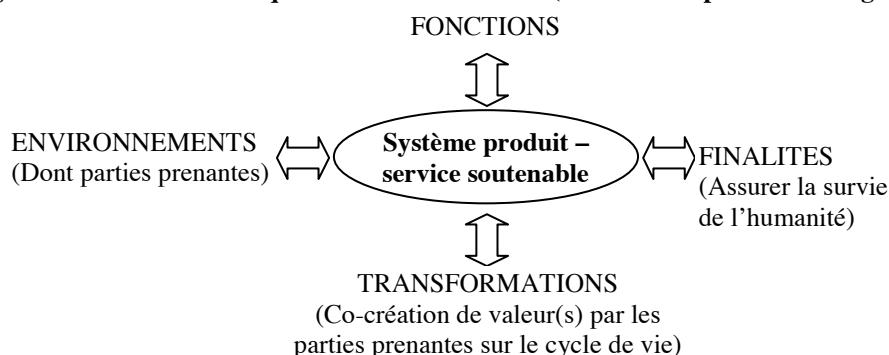 FONCTIONS
ENVIRONNEMENTS
(Dont parties prenantes)
Système produit –
service soutenable
FINALITES
(Assurer la survie
de l’humanité)
TRANSFORMATIONS
(Co-création de valeur(s) par les
parties prenantes sur le cycle de vie)